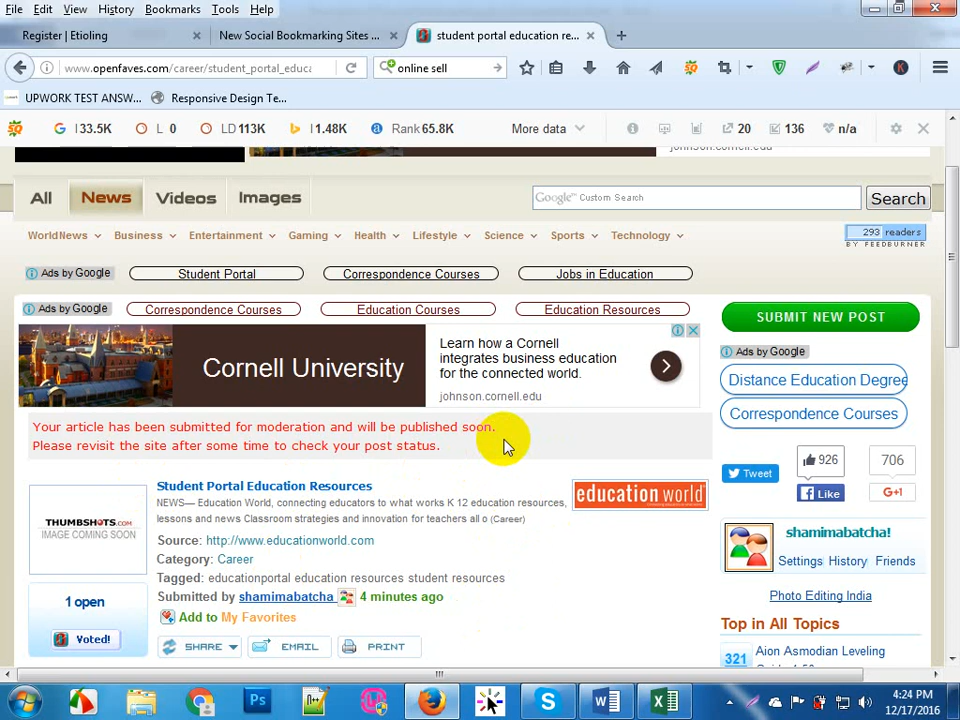 File Edit View History Bookmarks Tools Help
Register | Etioling
New Social Bookmarking Sites ...
student portal education re...
www.openfaves.com/career/student_portal_educa
online sell
UPWORK TEST ANSW...
Responsive Design Te...
I 33.5K
L 0
LD 113K
I 1.48K
Rank 65.8K
More data
20
136
n/a
johnson.cornell.edu
All News Videos Images
Google Custom Search
Search
WorldNews Business Entertainment Gaming Health Lifestyle Science Sports Technology
293 readers
BY FEEDBURNER
Ads by Google Student Portal Correspondence Courses Jobs in Education
Ads by Google Correspondence Courses Education Courses Education Resources
SUBMIT NEW POST
Cornell University
Learn how a Cornell
integrates business education
for the connected world.
johnson.cornell.edu
Ads by Google
Distance Education Degree
Correspondence Courses
Your article has been submitted for moderation and will be published soon.
Please revisit the site after some time to check your post status.
Tweet
926
Like
706
+1
THUMBSHOTS.COM
IMAGE COMING SOON
Student Portal Education Resources
NEWS— Education World, connecting educators to what works K 12 education resources,
lessons and news Classroom strategies and innovation for teachers all o (Career)
education world
Source: http://www.educationworld.com
Category: Career
Tagged: educationportal education resources student resources
Submitted by shamimabatcha 4 minutes ago
Add to My Favorites
1 open
Voted!
SHARE
EMAIL
PRINT
shamimabatcha!
Settings History Friends
Photo Editing India
Top in All Topics
321
Aion Asmodian Leveling
4:24 PM
12/17/2016